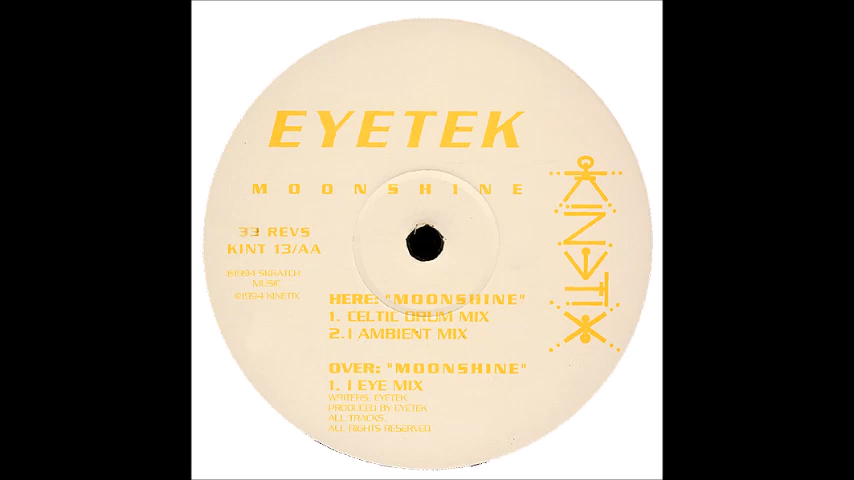 EYETEK
MOONSHINE
33 REVS
KINT 13/AA
℗1994 SKRATCH
MUSIC
©1994 KINETIX
KINETIX
HERE: "MOONSHINE"
1. CELTIC DRUM MIX
2. I AMBIENT MIX
OVER: "MOONSHINE"
1. I EYE MIX
WRITERS, EYETEK
PRODUCED BY EYETEK
ALL TRACKS.
ALL RIGHTS RESERVED